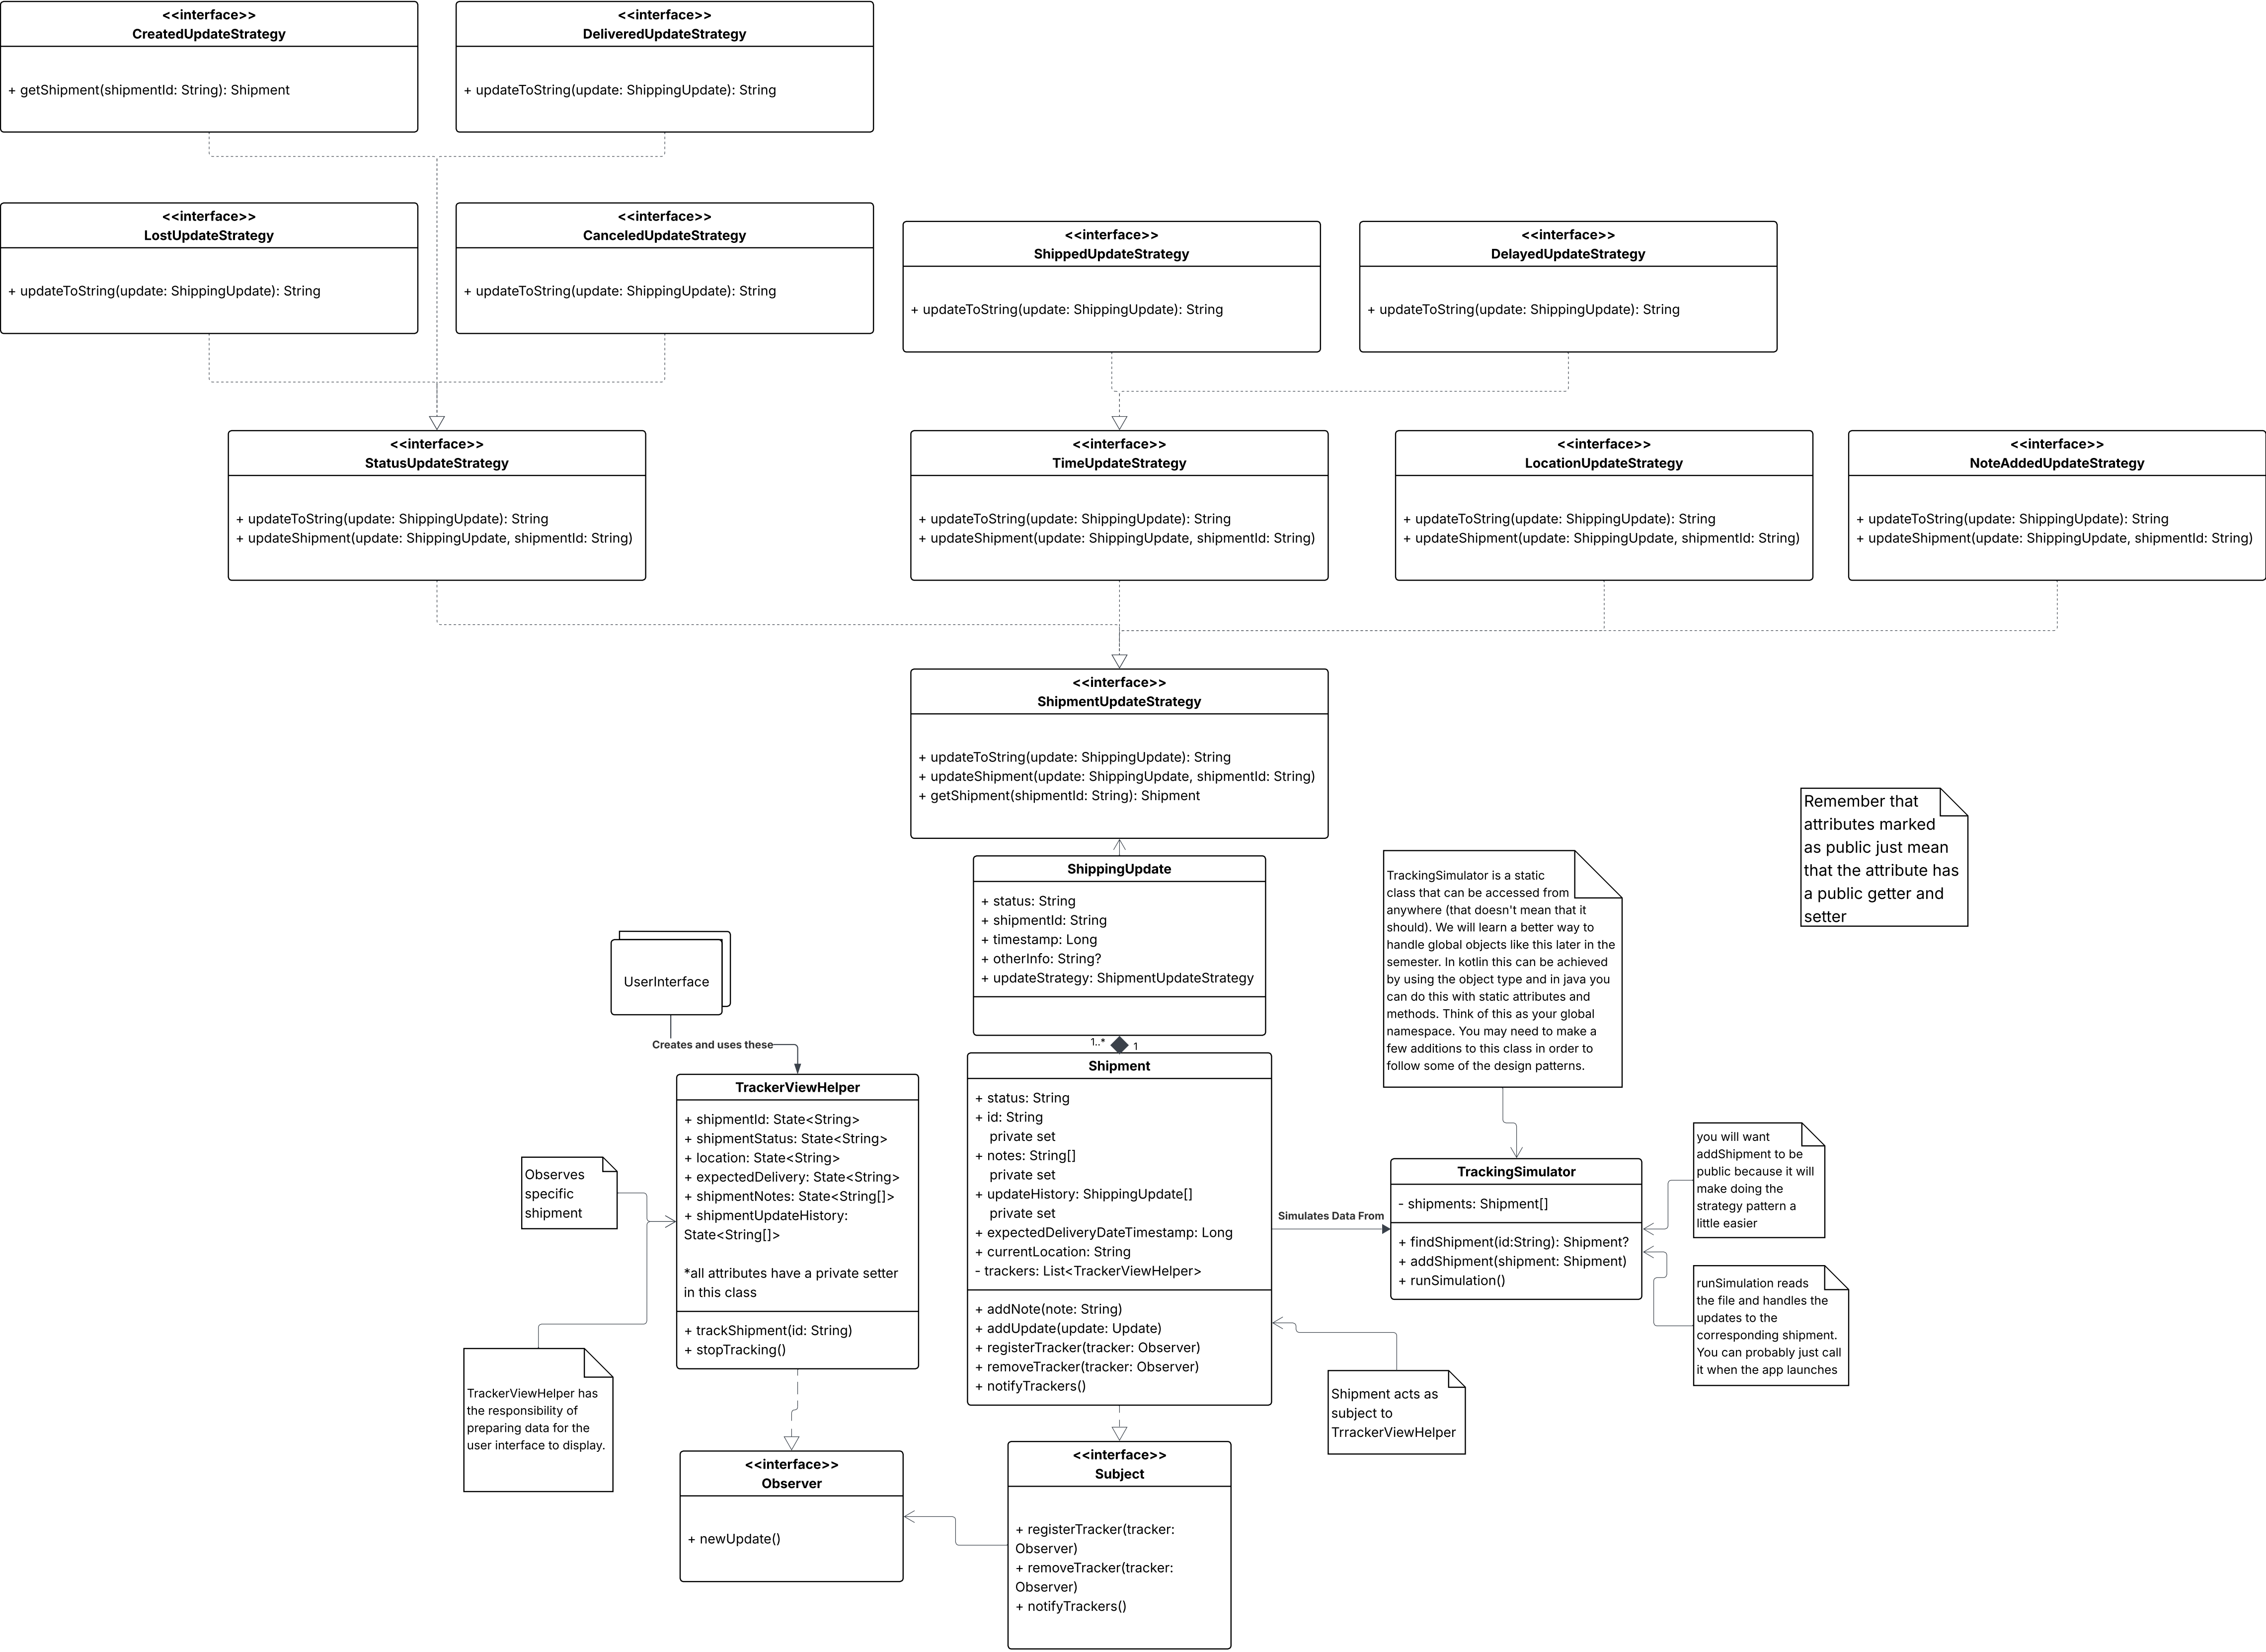 <<interface>>
CreatedUpdateStrategy
+ getShipment(shipmentId: String): Shipment
<<interface>>
DeliveredUpdateStrategy
+ updateToString(update: ShippingUpdate): String
<<interface>>
LostUpdateStrategy
+ updateToString(update: ShippingUpdate): String
<<interface>>
CanceledUpdateStrategy
+ updateToString(update: ShippingUpdate): String
<<interface>>
ShippedUpdateStrategy
+ updateToString(update: ShippingUpdate): String
<<interface>>
DelayedUpdateStrategy
+ updateToString(update: ShippingUpdate): String
<<interface>>
StatusUpdateStrategy
+ updateToString(update: ShippingUpdate): String
+ updateShipment(update: ShippingUpdate, shipmentId: String)
<<interface>>
TimeUpdateStrategy
+ updateToString(update: ShippingUpdate): String
+ updateShipment(update: ShippingUpdate, shipmentId: String)
<<interface>>
LocationUpdateStrategy
+ updateToString(update: ShippingUpdate): String
+ updateShipment(update: ShippingUpdate, shipmentId: String)
<<interface>>
NoteAddedUpdateStrategy
+ updateToString(update: ShippingUpdate): String
+ updateShipment(update: ShippingUpdate, shipmentId: String)
<<interface>>
ShipmentUpdateStrategy
+ updateToString(update: ShippingUpdate): String
+ updateShipment(update: ShippingUpdate, shipmentId: String)
+ getShipment(shipmentId: String): Shipment
Remember that
attributes marked
as public just mean
that the attribute has
a public getter and
setter
ShippingUpdate
+ status: String
+ shipmentId: String
+ timestamp: Long
+ otherInfo: String?
+ updateStrategy: ShipmentUpdateStrategy
TrackingSimulator is a static
class that can be accessed from
anywhere (that doesn't mean that it
should). We will learn a better way to
handle global objects like this later in the
semester. In kotlin this can be achieved
by using the object type and in java you
can do this with static attributes and
methods. Think of this as your global
namespace. You may need to make a
few additions to this class in order to
follow some of the design patterns.
UserInterface
Creates and uses these
1..*
1
TrackerViewHelper
+ shipmentId: State<String>
+ shipmentStatus: State<String>
+ location: State<String>
+ expectedDelivery: State<String>
+ shipmentNotes: State<String[]>
+ shipmentUpdateHistory:
State<String[]>
*all attributes have a private setter
in this class
+ trackShipment(id: String)
+ stopTracking()
Shipment
+ status: String
+ id: String
private set
+ notes: String[]
private set
+ updateHistory: ShippingUpdate[]
private set
+ expectedDeliveryDateTimestamp: Long
+ currentLocation: String
- trackers: List<TrackerViewHelper>
+ addNote(note: String)
+ addUpdate(update: Update)
+ registerTracker(tracker: Observer)
+ removeTracker(tracker: Observer)
+ notifyTrackers()
Simulates Data From
TrackingSimulator
- shipments: Shipment[]
+ findShipment(id:String): Shipment?
+ addShipment(shipment: Shipment)
+ runSimulation()
you will want
addShipment to be
public because it will
make doing the
strategy pattern a
little easier
runSimulation reads
the file and handles the
updates to the
corresponding shipment.
You can probably just call
it when the app launches
Observes
specific
shipment
TrackerViewHelper has
the responsibility of
preparing data for the
user interface to display.
Shipment acts as
subject to
TrrackerViewHelper
<<interface>>
Observer
+ newUpdate()
<<interface>>
Subject
+ registerTracker(tracker:
Observer)
+ removeTracker(tracker:
Observer)
+ notifyTrackers()